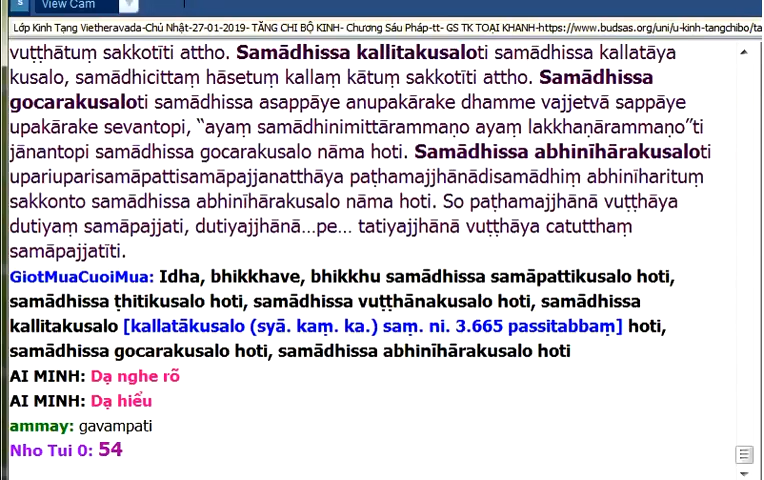 View Cam
Lớp Kinh Tạng Vietheravada-Chú Nhật-27-01-2019- TĂNG CHI BỘ KINH- Chương Sáu Pháp-tt- GS TK TOẠI KHANH-https://www.budsas.org/uni/u-kinh-tangchibo/ta
vuṭṭhātuṃ sakkotīti attho. Samādhissa kallitakusaloti samādhissa kallatāya
kusalo, samādhicittaṃ hāsetuṃ kallaṃ kātuṃ sakkotīti attho. Samādhissa
gocarakusaloti samādhissa asappāye anupakārake dhamme vajjetvā sappāye
upakārake sevantopi, “ayaṃ samādhinimittārammaṇo ayaṃ lakkhaṇārammaṇo”ti
jānantopi samādhissa gocarakusalo nāma hoti. Samādhissa abhinīhārakusaloti
upariuparisamāpattisamāpajjanatthāya paṭhamajjhānādisamādhiṃ abhinīharituṃ
sakkonto samādhissa abhinīhārakusalo nāma hoti. So paṭhamajjhānā vuṭṭhāya
dutiyaṃ samāpajjati, dutiyajjhānā…pe… tatiyajjhānā vuṭṭhāya catutthaṃ
samāpajjatīti.
GiotMuaCuoiMua: Idha, bhikkhave, bhikkhu samādhissa samāpattikusalo hoti,
samādhissa ṭhitikusalo hoti, samādhissa vuṭṭhānakusalo hoti, samādhissa
kallitakusalo [kallatākusalo (syā. kaṃ. ka.) saṃ. ni. 3.665 passitabbaṃ] hoti,
samādhissa gocarakusalo hoti, samādhissa abhinīhārakusalo hoti
AI MINH: Dạ nghe rõ
AI MINH: Dạ hiểu
ammay: gavampati
Nho Tui 0: 54